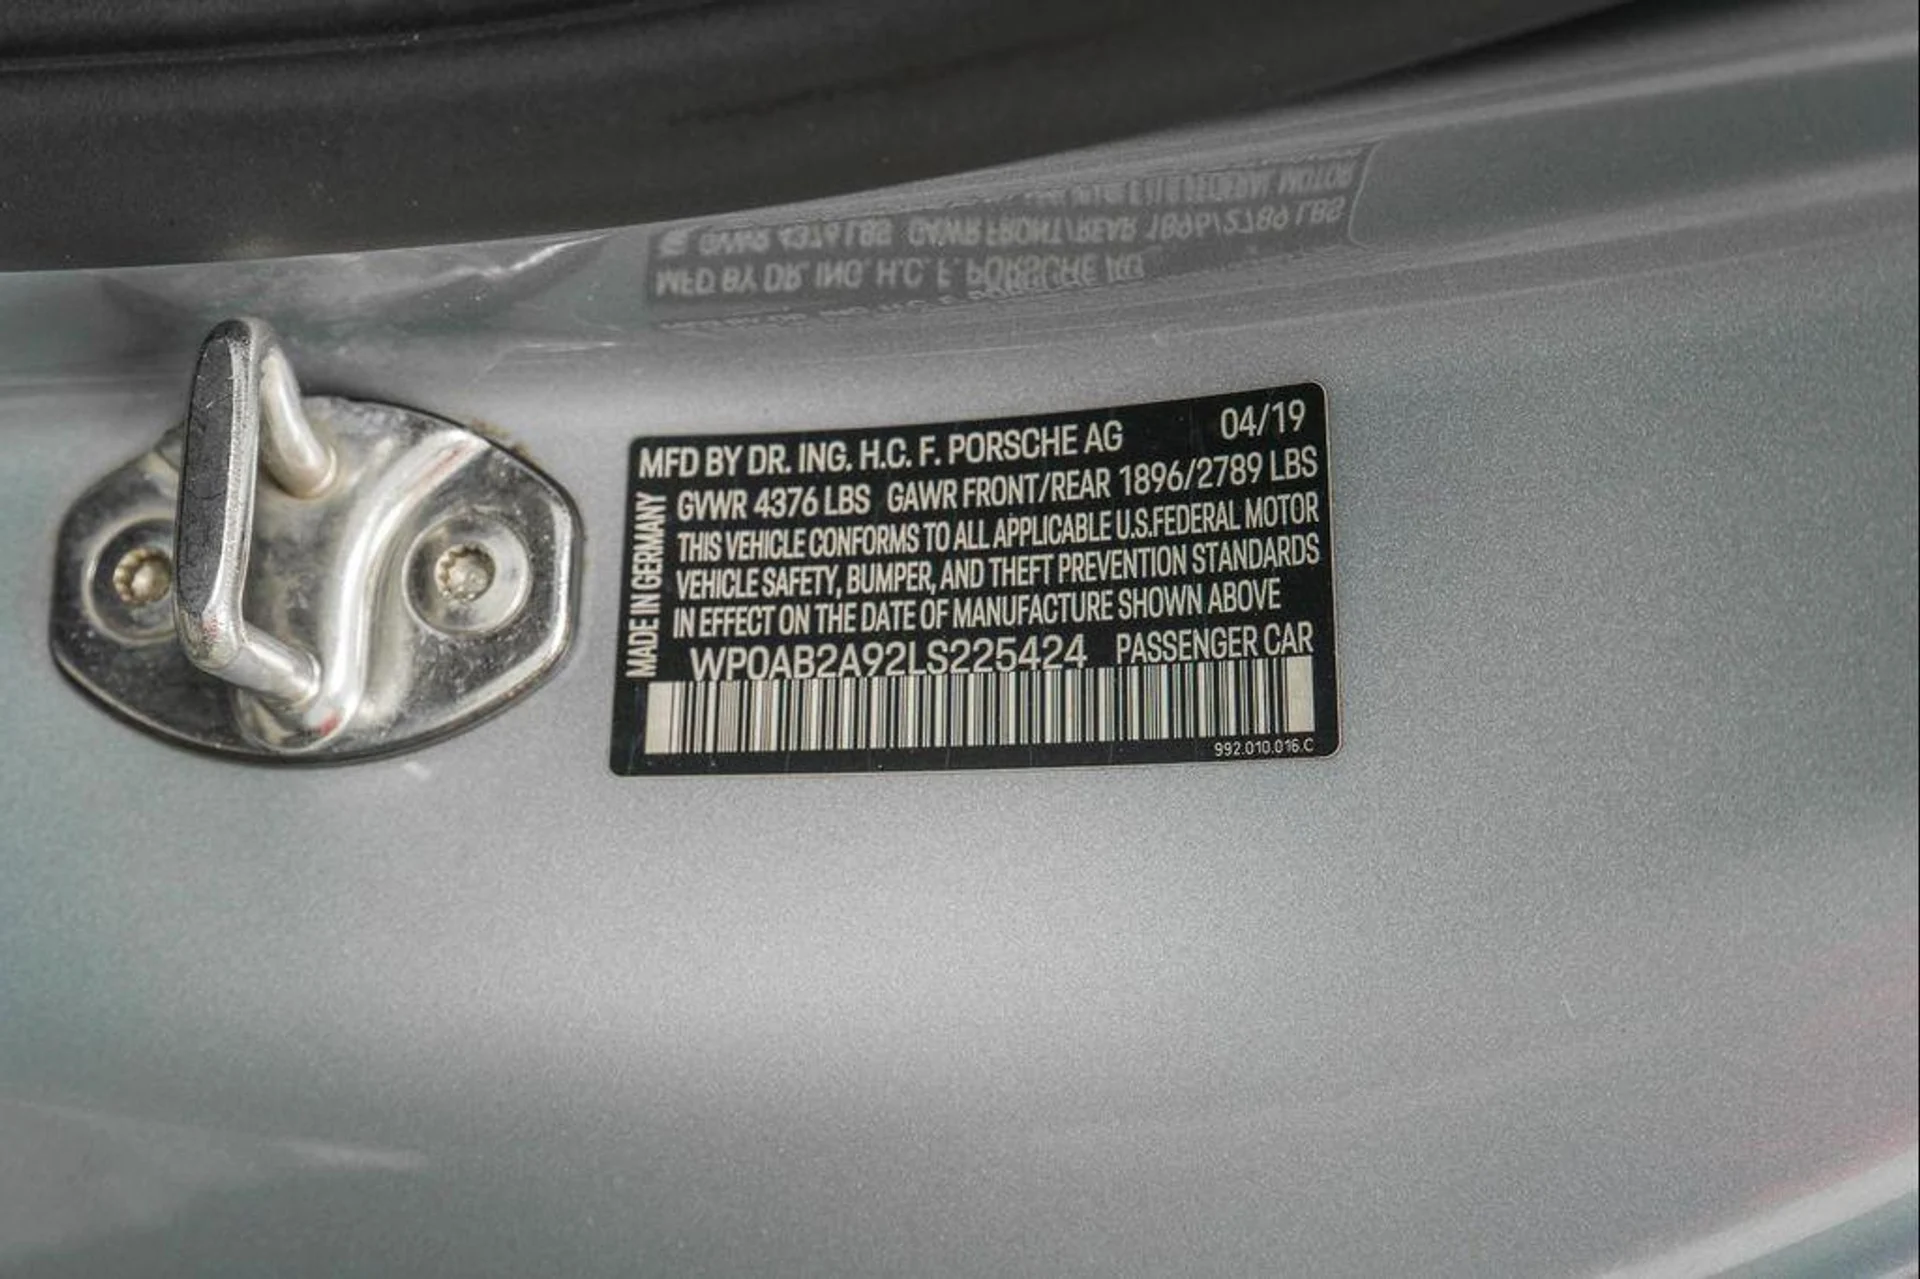 MFD BY DR. ING. H.C. F. PORSCHE AG 04/19
GVWR 4376 LBS GAWR FRONT/REAR 1896/2789 LBS
THIS VEHICLE CONFORMS TO ALL APPLICABLE U.S.FEDERAL MOTOR
VEHICLE SAFETY, BUMPER, AND THEFT PREVENTION STANDARDS
IN EFFECT ON THE DATE OF MANUFACTURE SHOWN ABOVE
WP0AB2A92LS225424 PASSENGER CAR
MADE IN GERMANY
992.010.016.C